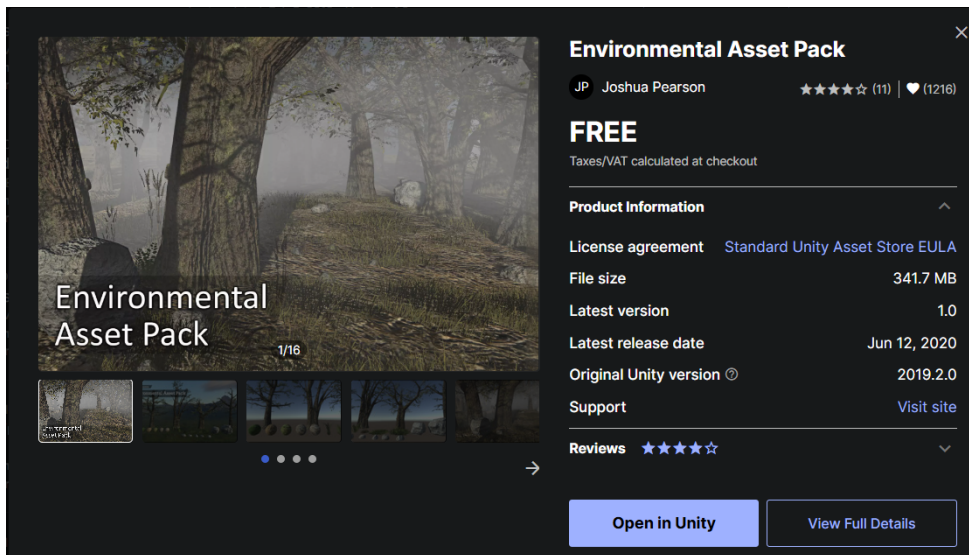 Environmental
Asset Pack
1/16
Environmental Asset Pack
JP Joshua Pearson (11) (1216)
FREE
Taxes/VAT calculated at checkout
Product Information
License agreement Standard Unity Asset Store EULA
File size 341.7 MB
Latest version 1.0
Latest release date Jun 12, 2020
Original Unity version 2019.2.0
Support Visit site
Reviews
Open in Unity View Full Details